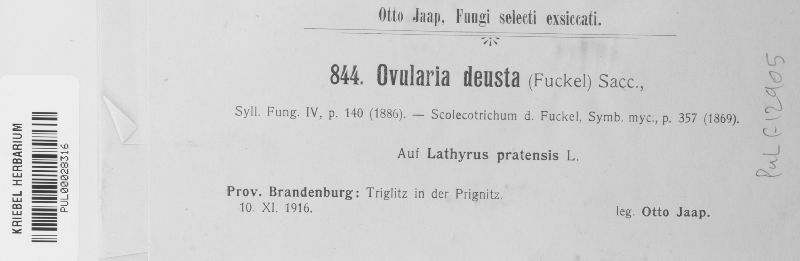 Otto Jaap, Fungi selecti exsiccati.
844. Ovularia deusta (Fuckel) Sacc.,
Syll. Fung. IV, p. 140 (1886). — Scolecotrichum d. Fuckel, Symb. myc., p. 357 (1869).
Auf Lathyrus pratensis L.
Prov. Brandenburg: Triglitz in der Prignitz.
10. XI. 1916.
leg. Otto Jaap.
KRIEBEL HERBARIUM
PUL00028316
PUL F12905